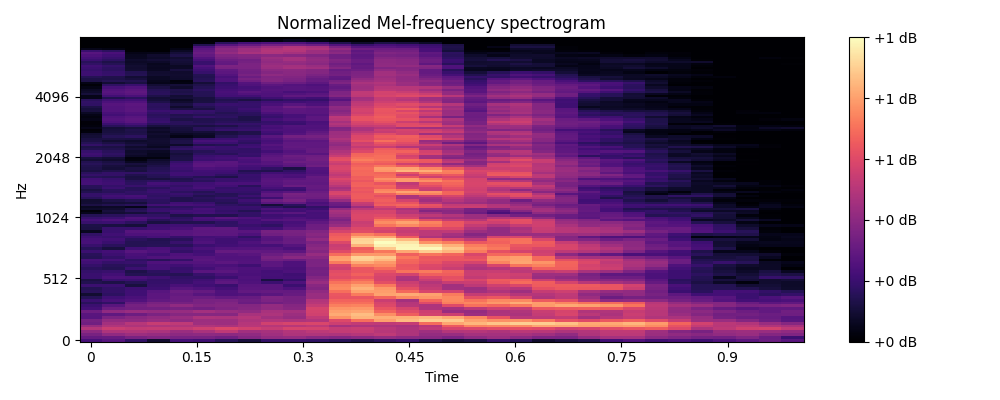 Normalized Mel-frequency spectrogram
Hz
4096
2048
1024
512
0
0 0.15 0.3 0.45 0.6 0.75 0.9
Time
+1 dB
+1 dB
+1 dB
+0 dB
+0 dB
+0 dB